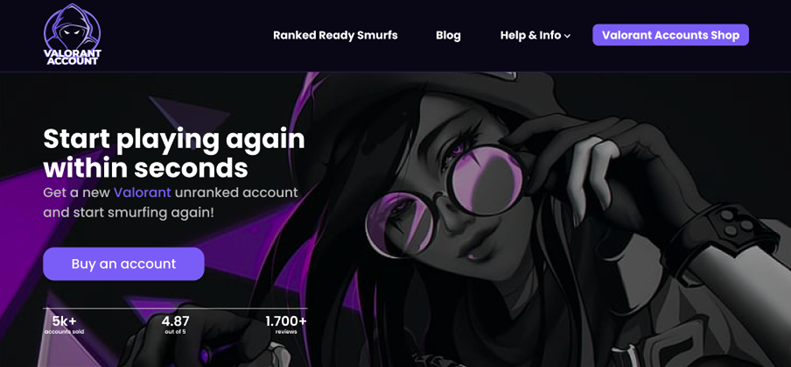 VALORANT
ACCOUNT
Ranked Ready Smurfs
Blog
Help & Info
Valorant Accounts Shop
Start playing again
within seconds
Get a new Valorant unranked account
and start smurfing again!
Buy an account
5k+
accounts sold
4.87
out of 5
1.700+
reviews